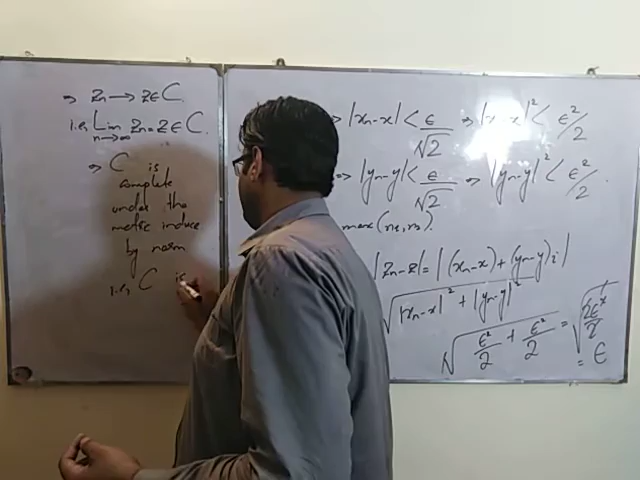 ⇒ Zn → Z ∈ C.
i.e, Lim Zn = Z ∈ C.
n→∞
⇒ C is
complete
under the
metric induce
by norm
i.e, C is
⇒ |xn-x| < ε/√2 ⇒ |x-x|² < ε²/2
⇒ |yn-y| < ε/√2 ⇒ |yn-y|² < ε²/2.
max(n1, n2).
|Zn-Z| = |(xn-x)+(yn-y)i|
√|xn-x|² + |yn-y|²
√ε²/2 + ε²/2 = √2ε²/2
= ε